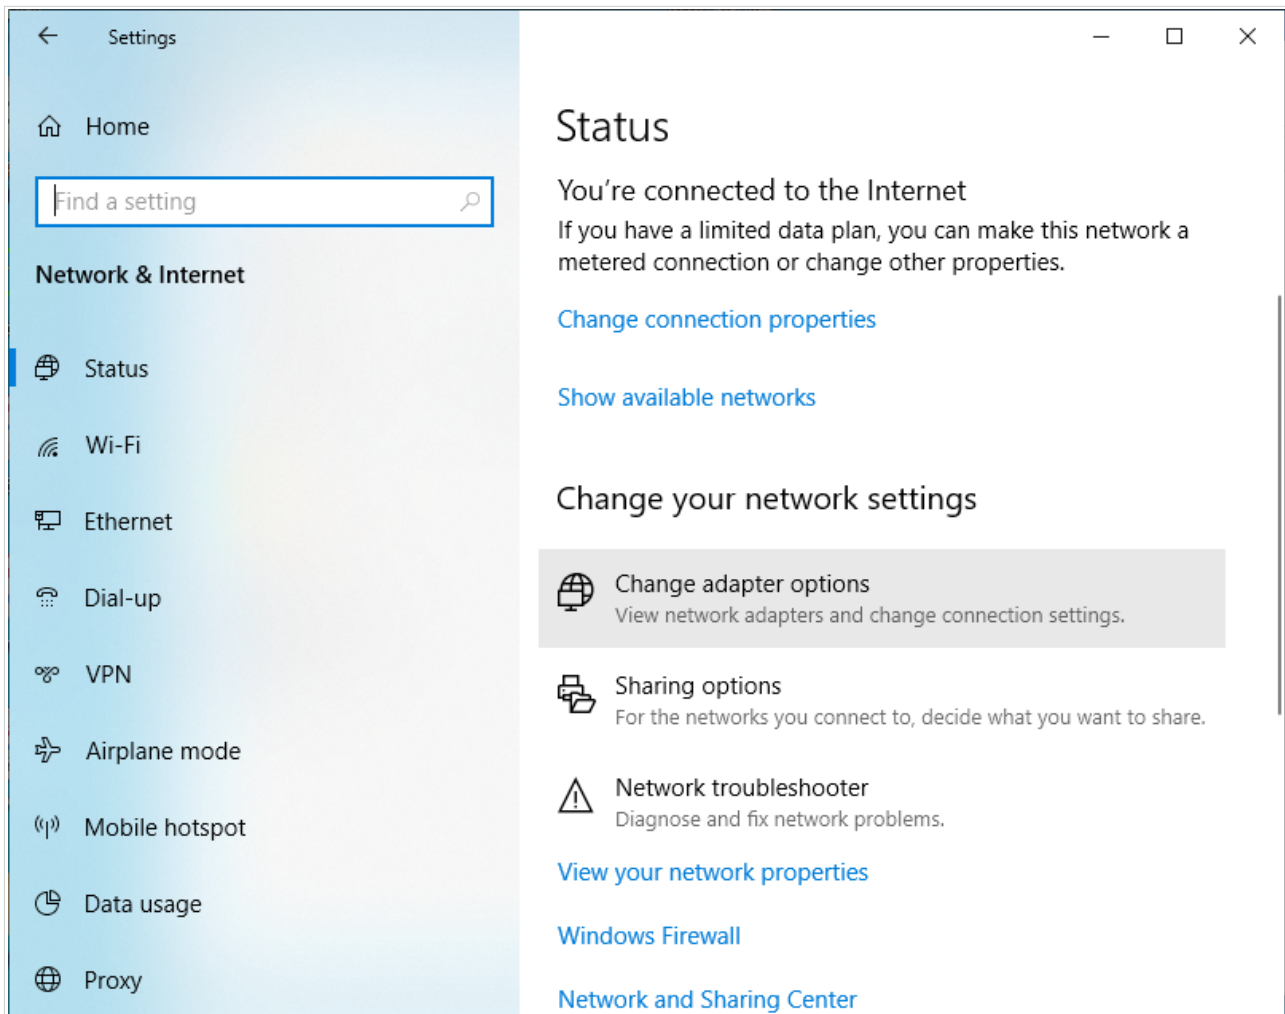 Settings
Home
Find a setting
Network & Internet
Status
Wi-Fi
Ethernet
Dial-up
VPN
Airplane mode
Mobile hotspot
Data usage
Proxy
Status
You're connected to the Internet
If you have a limited data plan, you can make this network a
metered connection or change other properties.
Change connection properties
Show available networks
Change your network settings
Change adapter options
View network adapters and change connection settings.
Sharing options
For the networks you connect to, decide what you want to share.
Network troubleshooter
Diagnose and fix network problems.
View your network properties
Windows Firewall
Network and Sharing Center